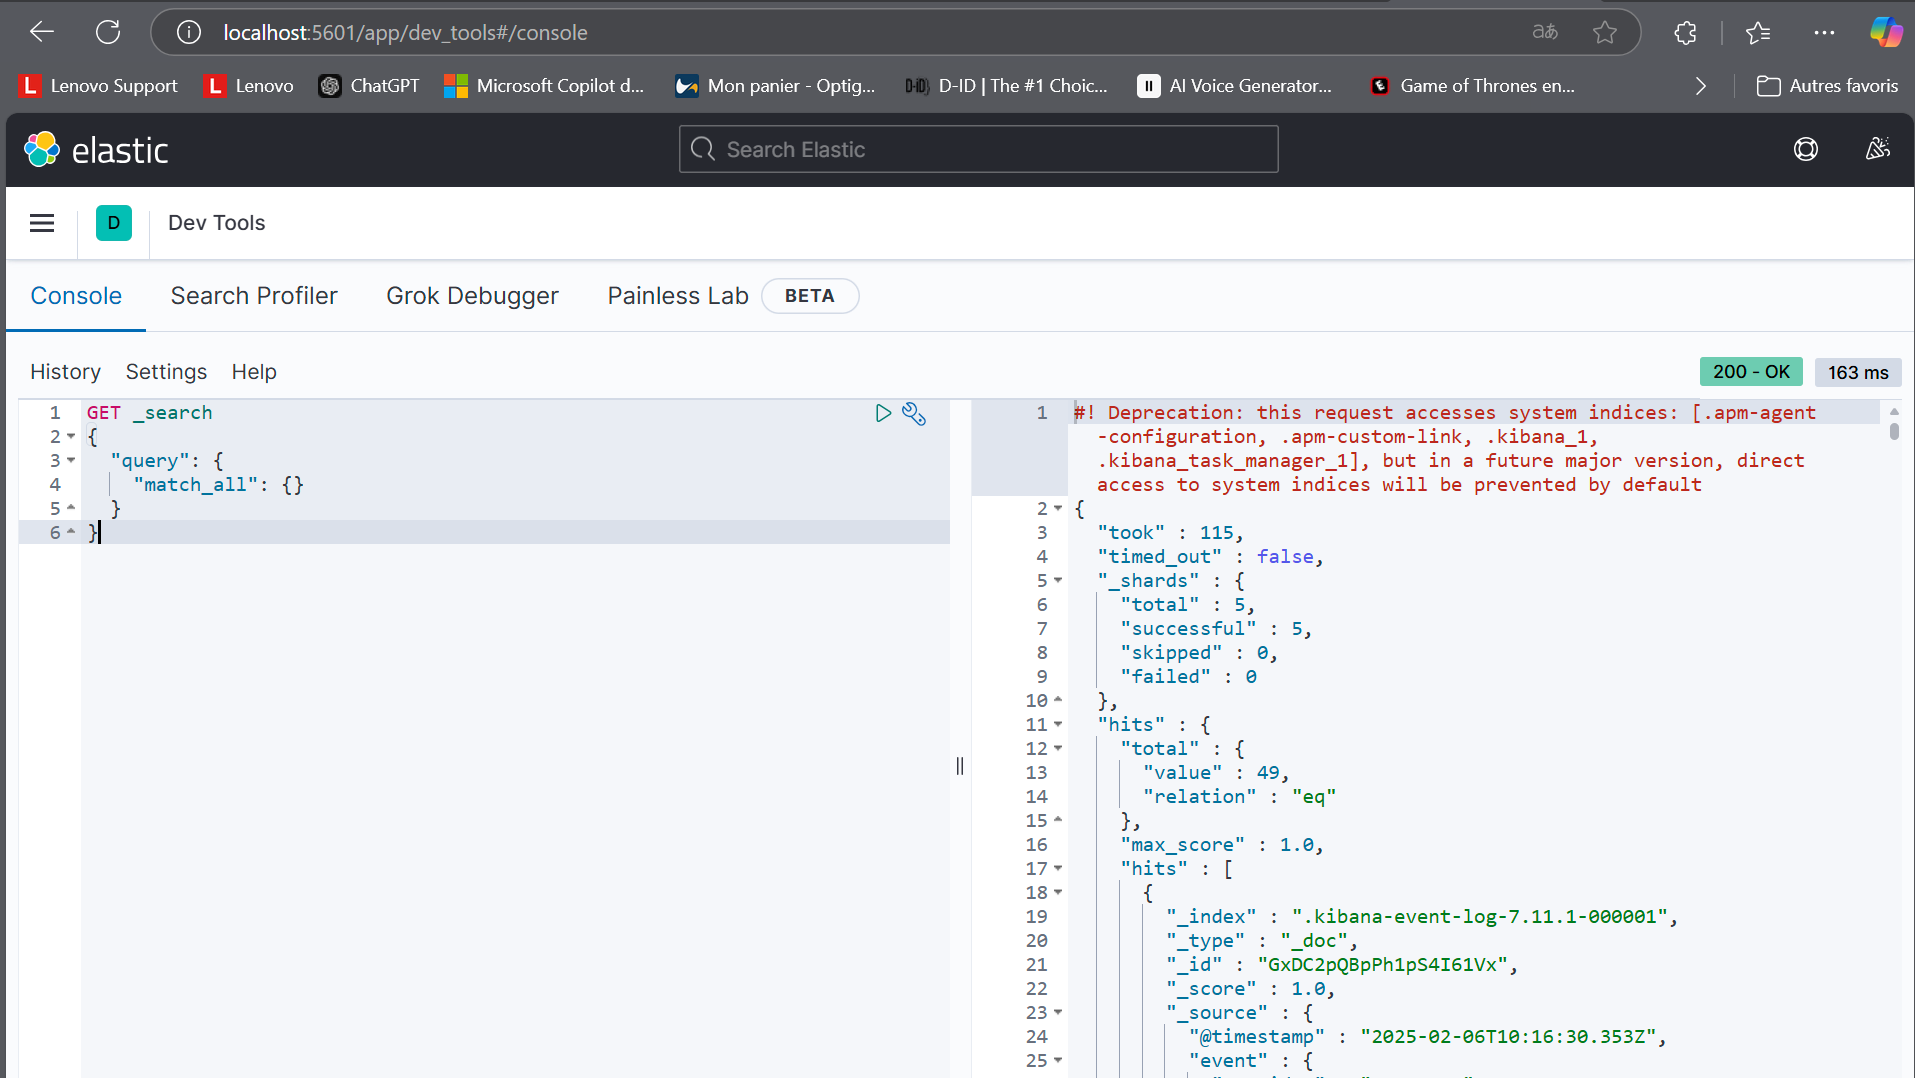 localhost:5601/app/dev_tools#/console
aあ
Lenovo Support
Lenovo
ChatGPT
Microsoft Copilot d...
Mon panier - Optig...
D-ID | The #1 Choic...
AI Voice Generator...
Game of Thrones en...
Autres favoris
elastic
Search Elastic
D
Dev Tools
Console
Search Profiler
Grok Debugger
Painless Lab
BETA
History
Settings
Help
200 - OK
163 ms
1 GET _search
2 {
3 "query": {
4 "match_all": {}
5 }
6 }
1 #! Deprecation: this request accesses system indices: [.apm-agent
-configuration, .apm-custom-link, .kibana_1,
.kibana_task_manager_1], but in a future major version, direct
access to system indices will be prevented by default
2 {
3 "took" : 115,
4 "timed_out" : false,
5 "_shards" : {
6 "total" : 5,
7 "successful" : 5,
8 "skipped" : 0,
9 "failed" : 0
10 },
11 "hits" : {
12 "total" : {
13 "value" : 49,
14 "relation" : "eq"
15 },
16 "max_score" : 1.0,
17 "hits" : [
18 {
19 "_index" : ".kibana-event-log-7.11.1-000001",
20 "_type" : "_doc",
21 "_id" : "GxDC2pQBpPh1pS4I61Vx",
22 "_score" : 1.0,
23 "_source" : {
24 "@timestamp" : "2025-02-06T10:16:30.353Z",
25 "event" : {